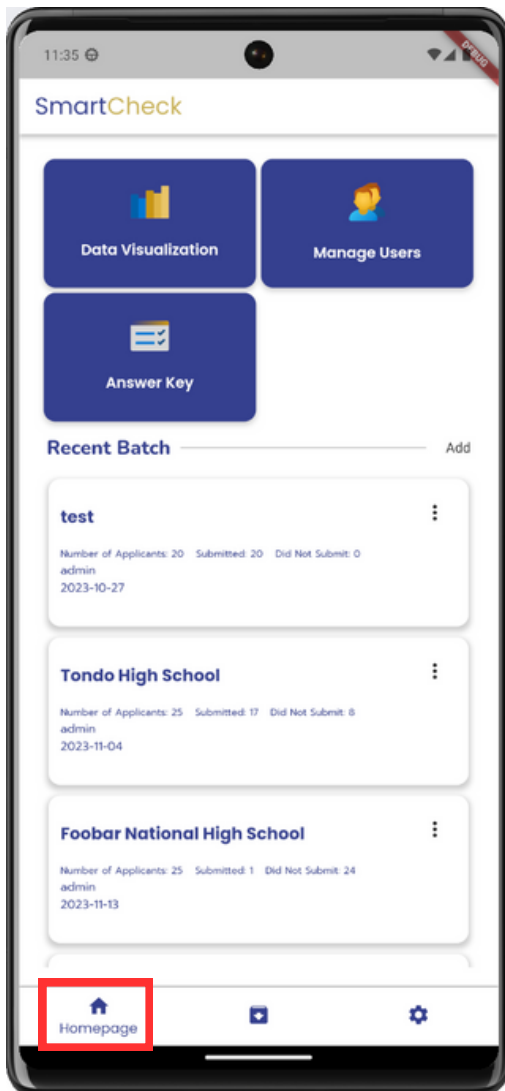 11:35
DEBUG
SmartCheck
Data Visualization
Manage Users
Answer Key
Recent Batch
Add
test
Number of Applicants: 20 Submitted: 20 Did Not Submit: 0
admin
2023-10-27
Tondo High School
Number of Applicants: 25 Submitted: 17 Did Not Submit: 8
admin
2023-11-04
Foobar National High School
Number of Applicants: 25 Submitted: 1 Did Not Submit: 24
admin
2023-11-13
Homepage